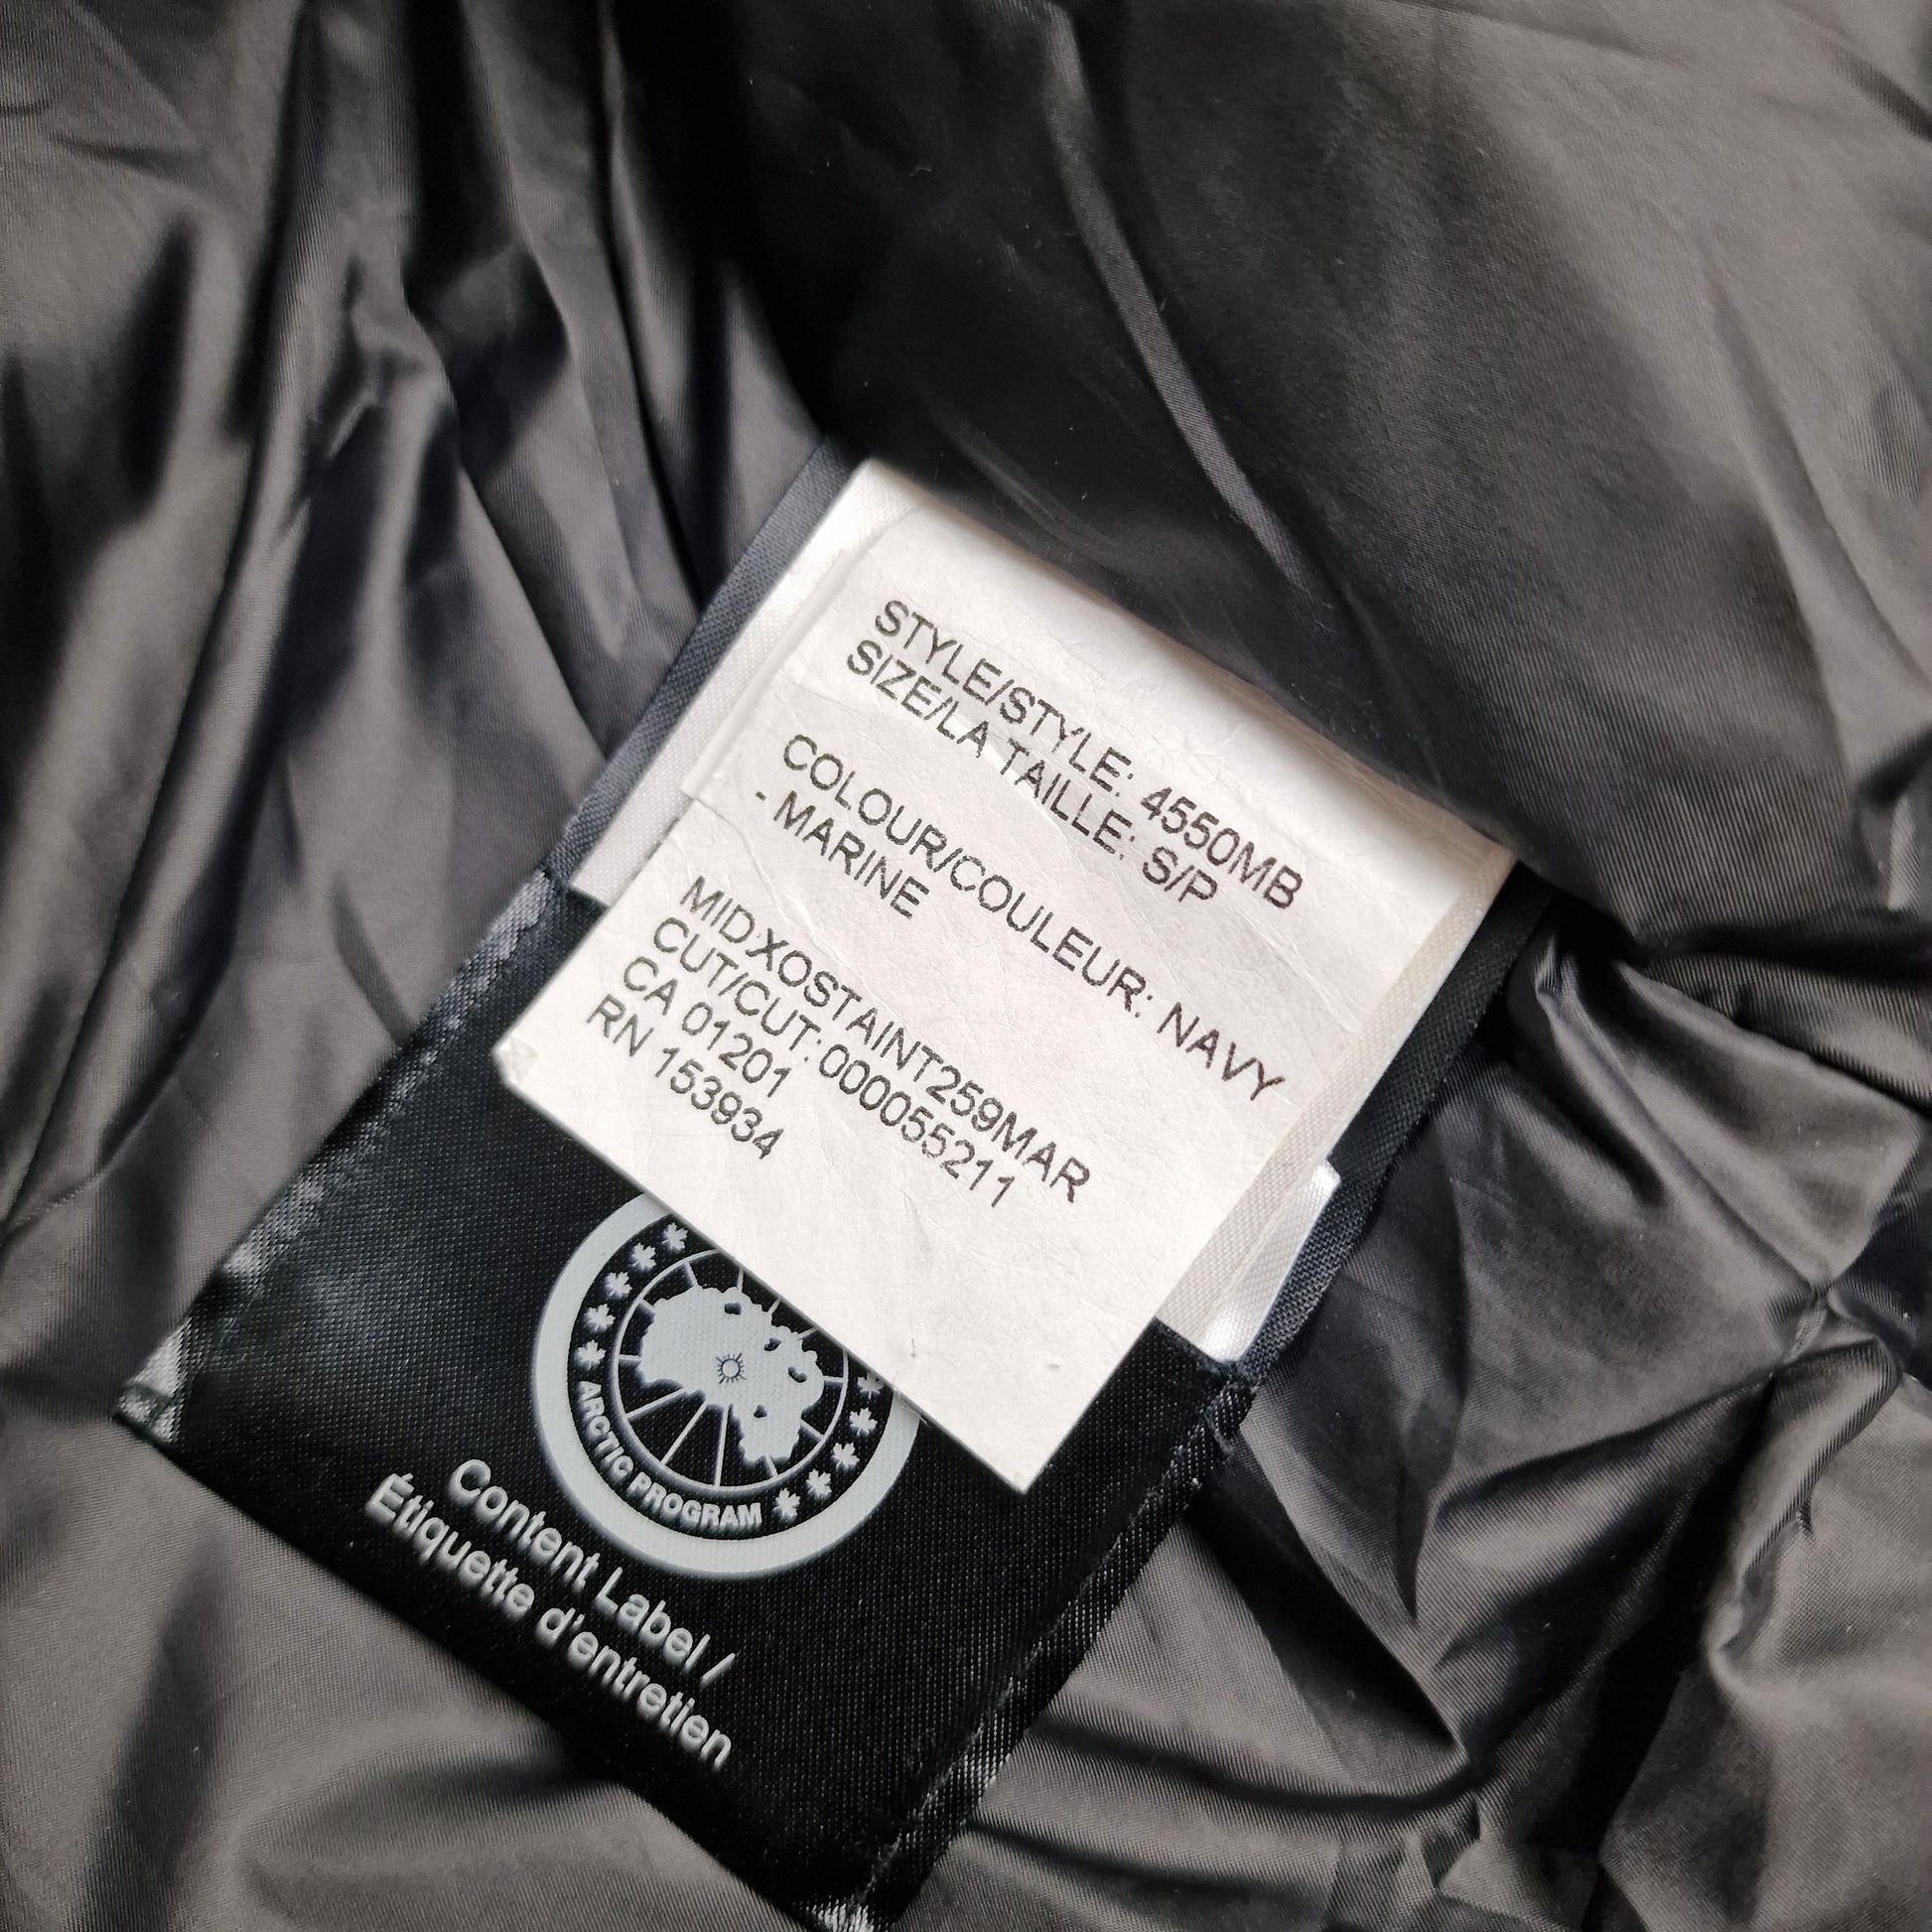 STYLE/STYLE: 4550MB
SIZE/LA TAILLE: S/P
COLOUR/COULEUR: NAVY
- MARINE
MID:XOSTAINT259MAR
CUT/CUT: 000055211
CA 01201
RN 153934
ARCTIC PROGRAM
Content Label /
Étiquette d'entretien